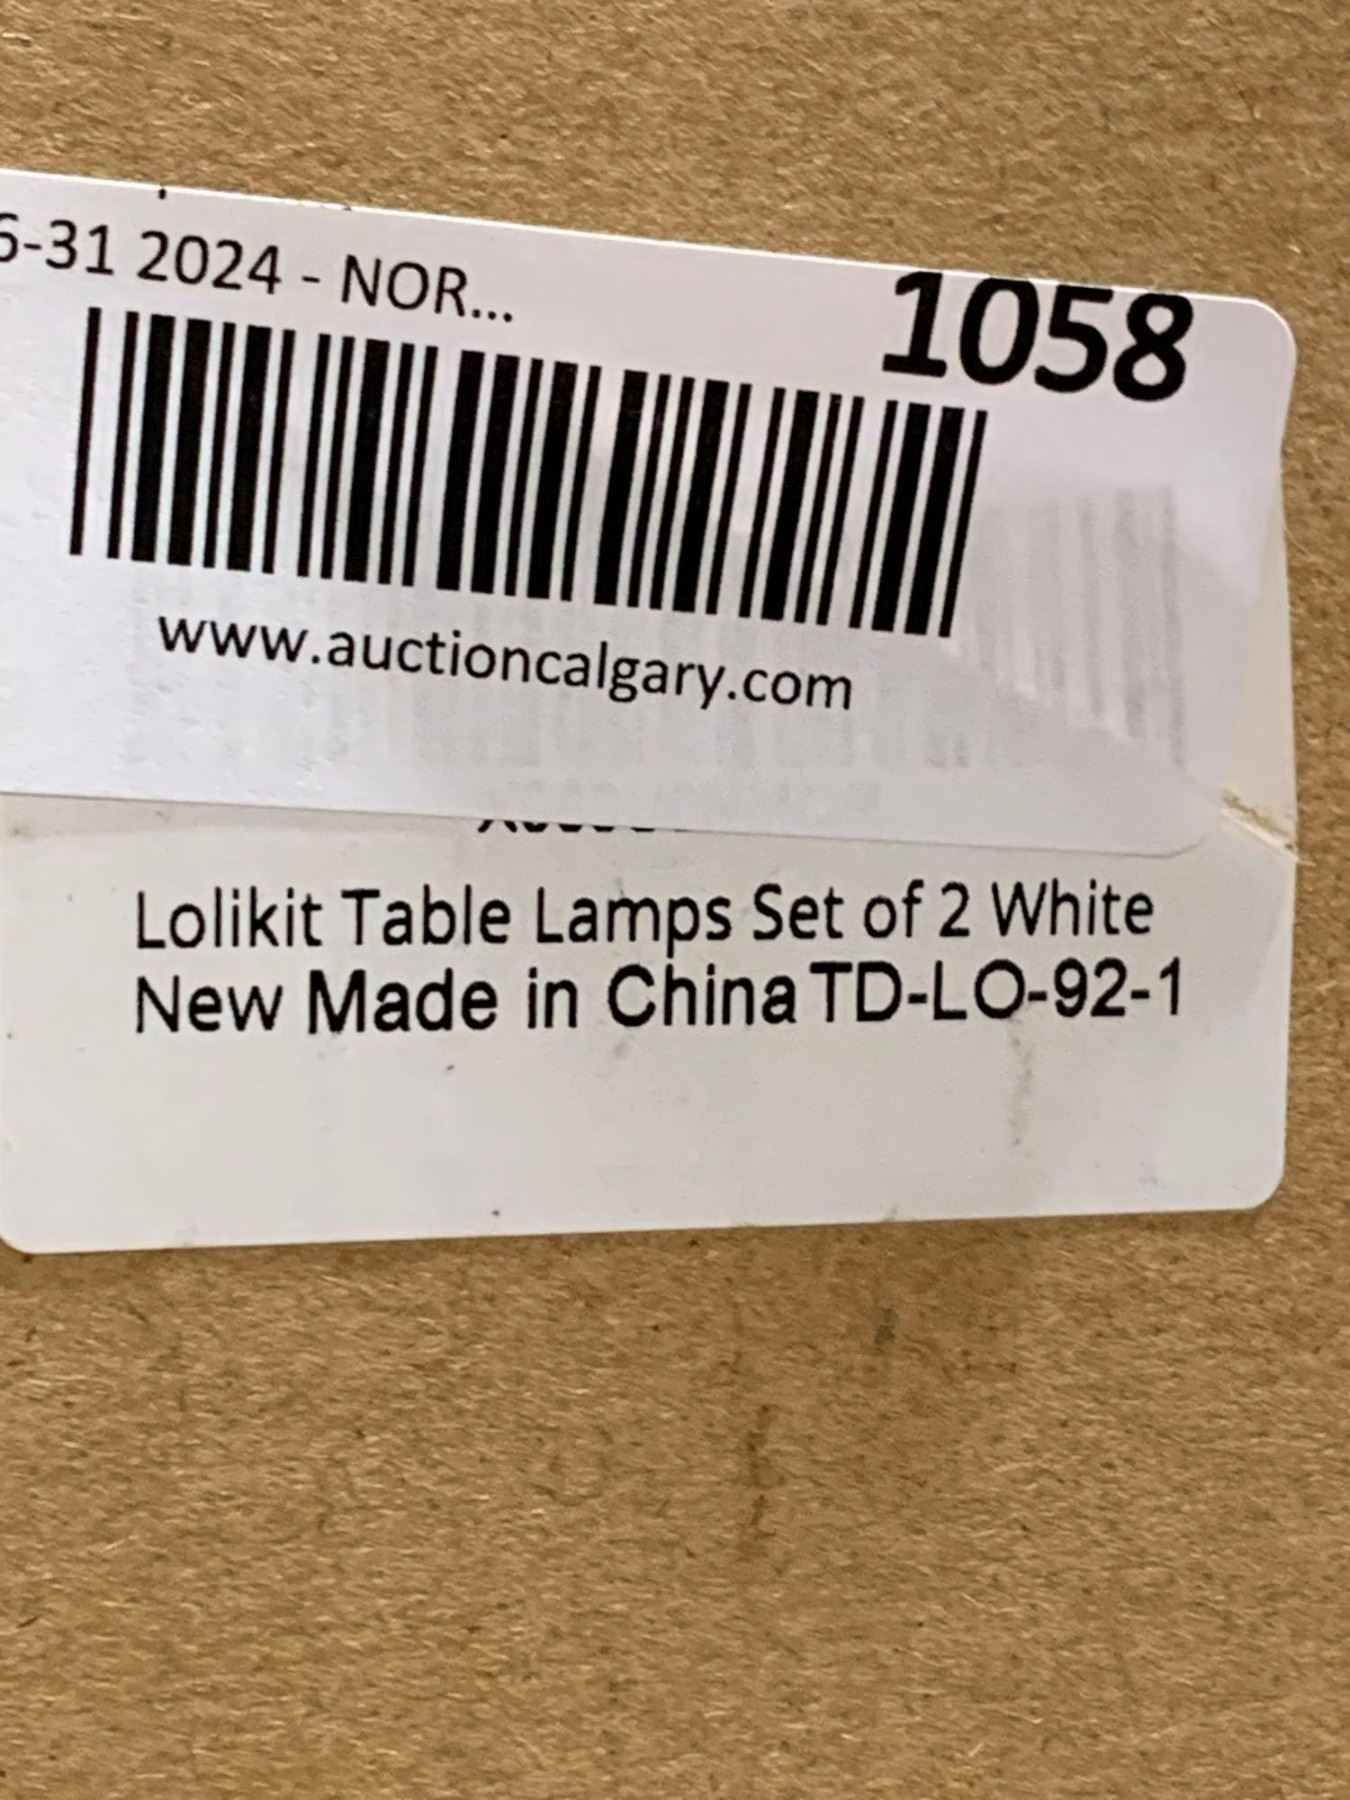 6-31 2024 - NOR...
1058
www.auctioncalgary.com
Lolikit Table Lamps Set of 2 White
New Made in China TD-LO-92-1